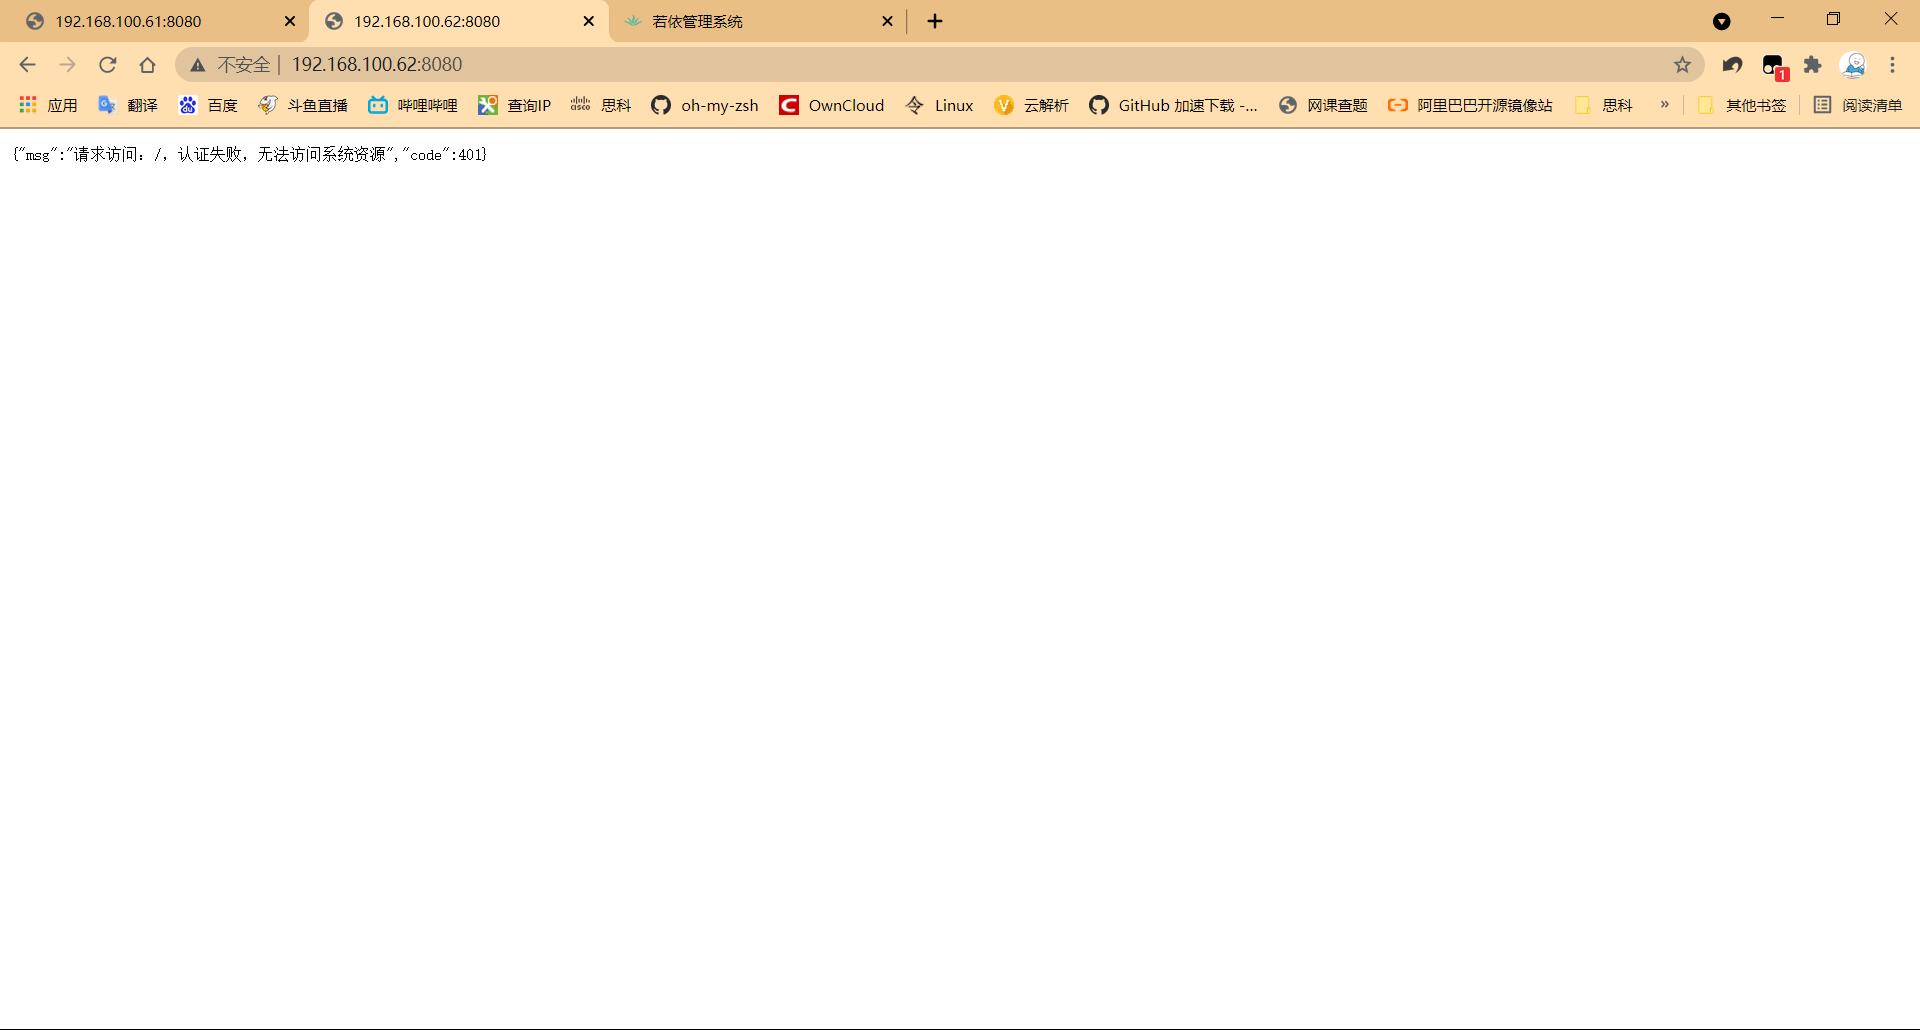 192.168.100.61:8080
192.168.100.62:8080
若依管理系统
不安全 | 192.168.100.62:8080
1
应用
翻译
du
百度
斗鱼直播
哔哩哔哩
查询IP
cisco
思科
oh-my-zsh
C
OwnCloud
Linux
V
云解析
GitHub 加速下载 -...
网课查题
阿里巴巴开源镜像站
思科
»
其他书签
阅读清单
{"msg":"请求访问：/，认证失败，无法访问系统资源","code":401}